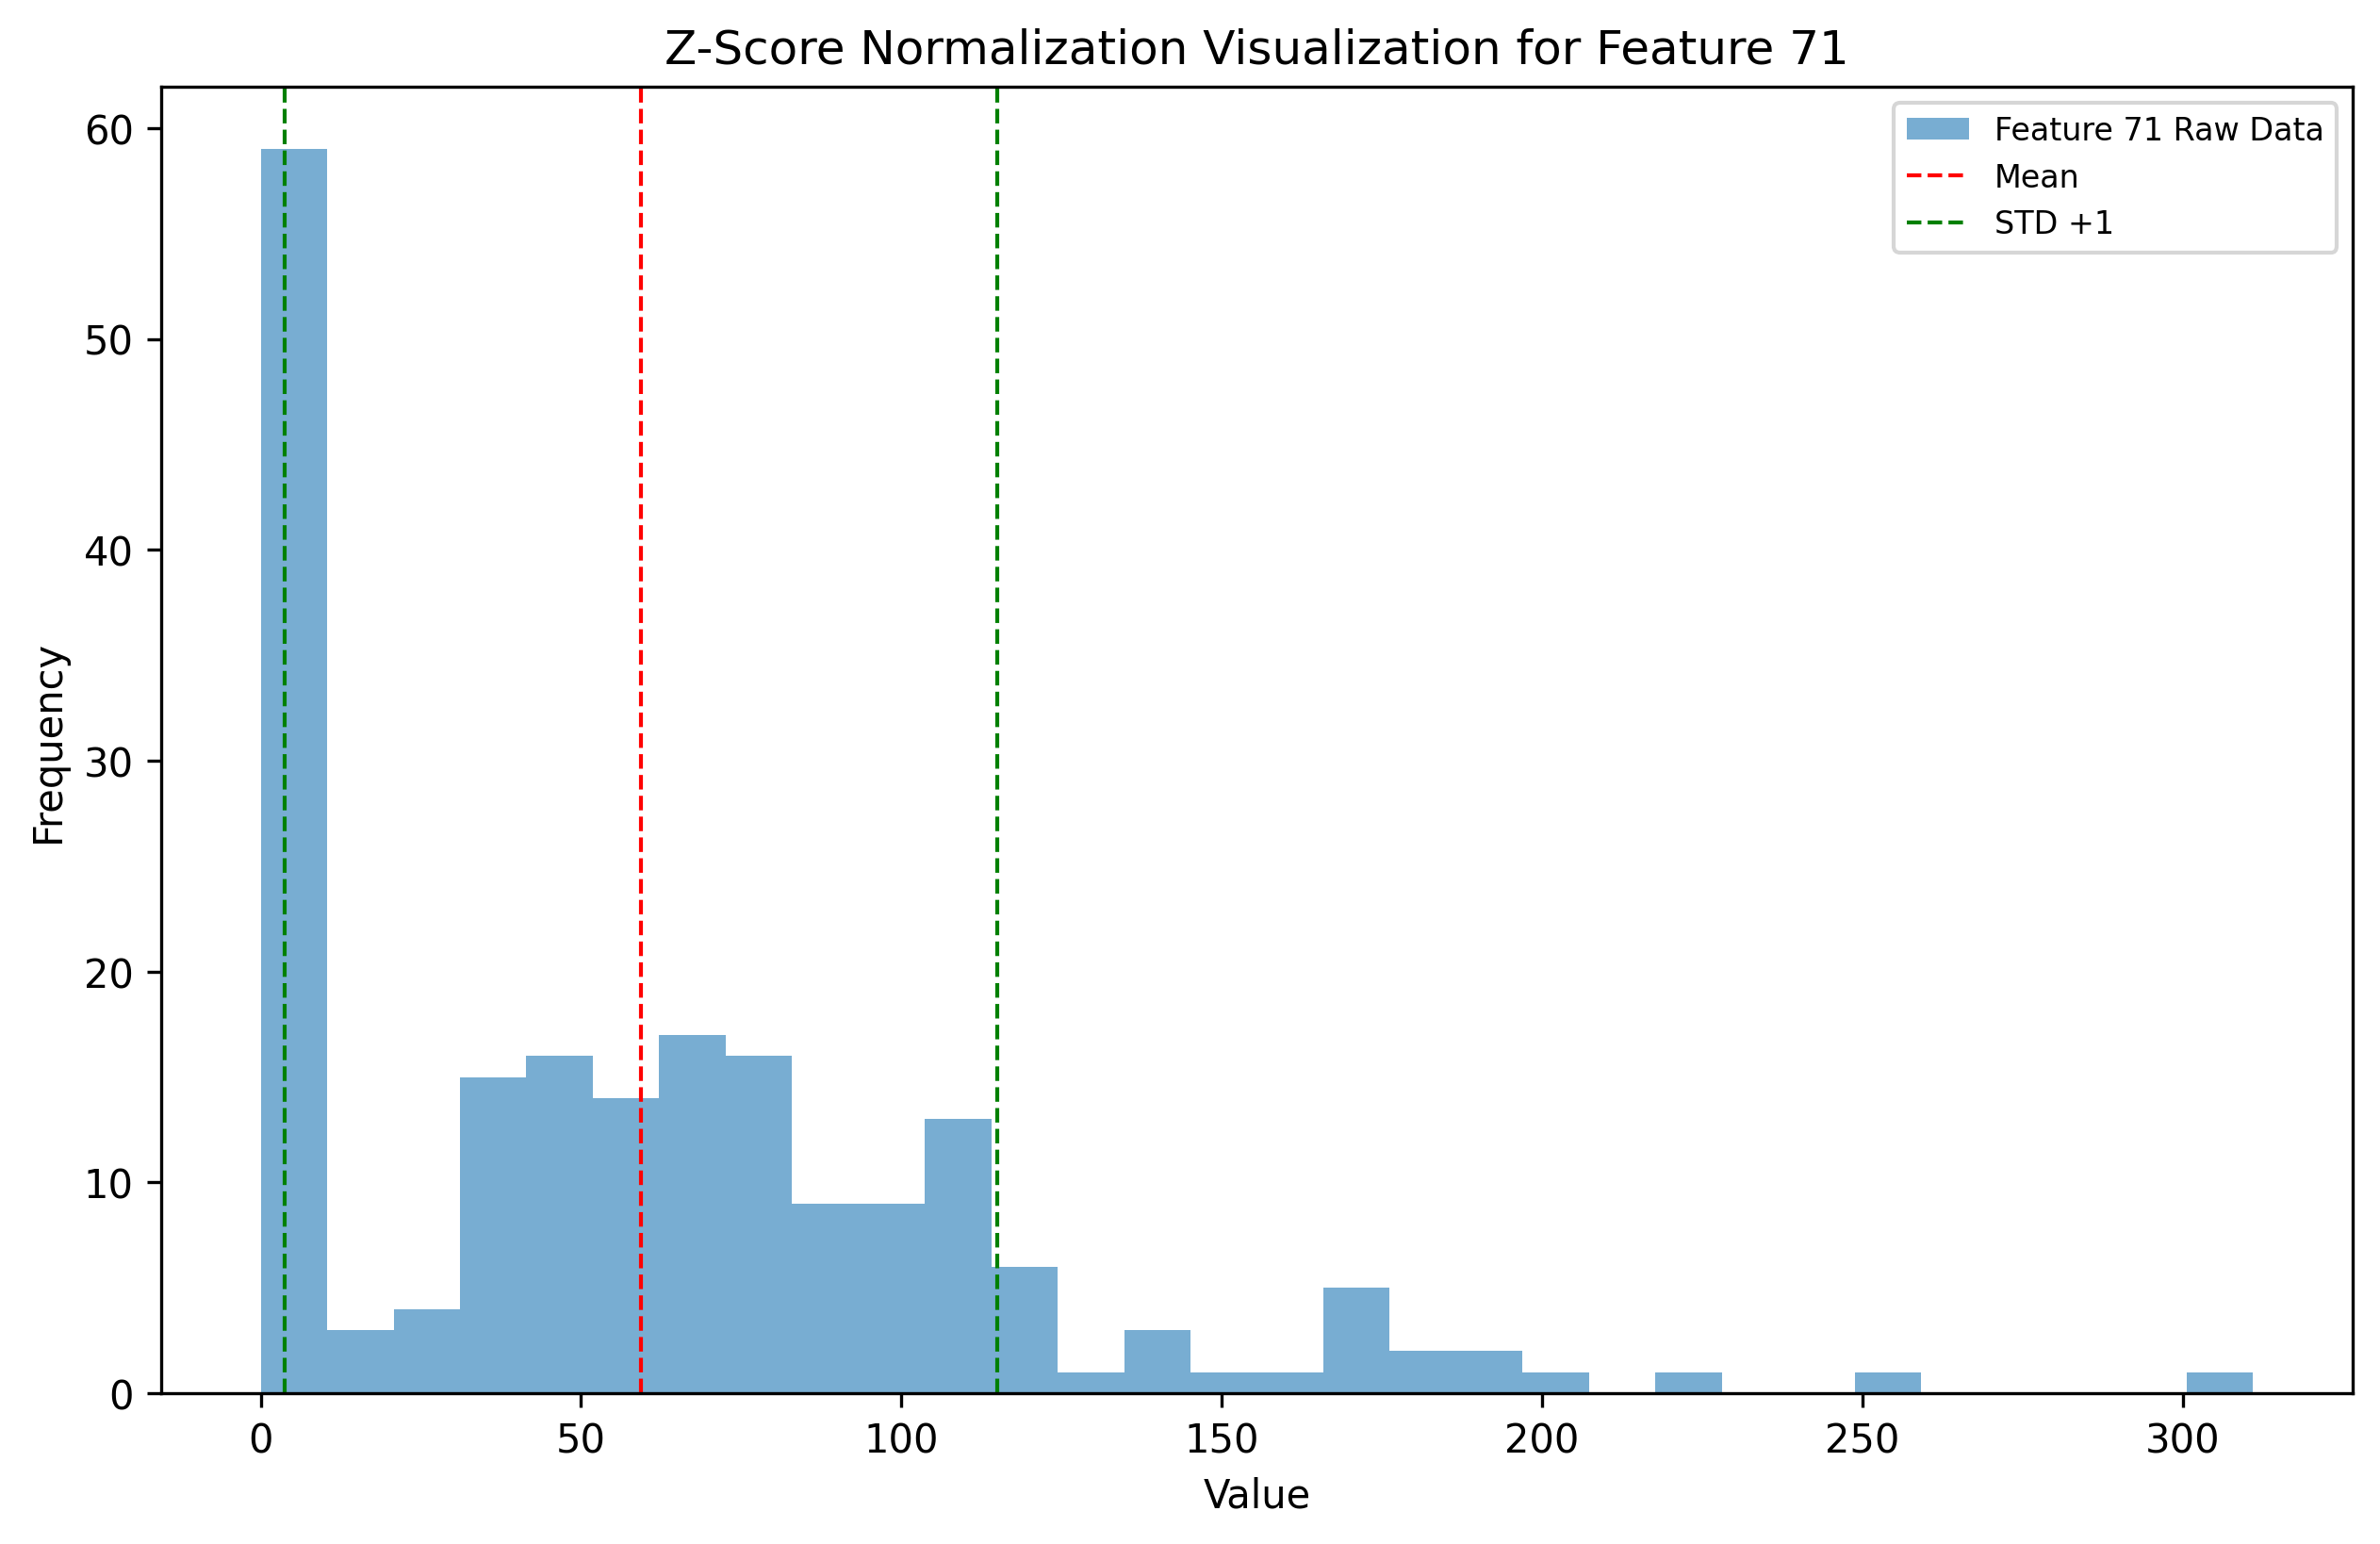 Z-Score Normalization Visualization for Feature 71
Feature 71 Raw Data
Mean
STD +1
60
50
40
30
20
10
0
Frequency
0 50 100 150 200 250 300
Value